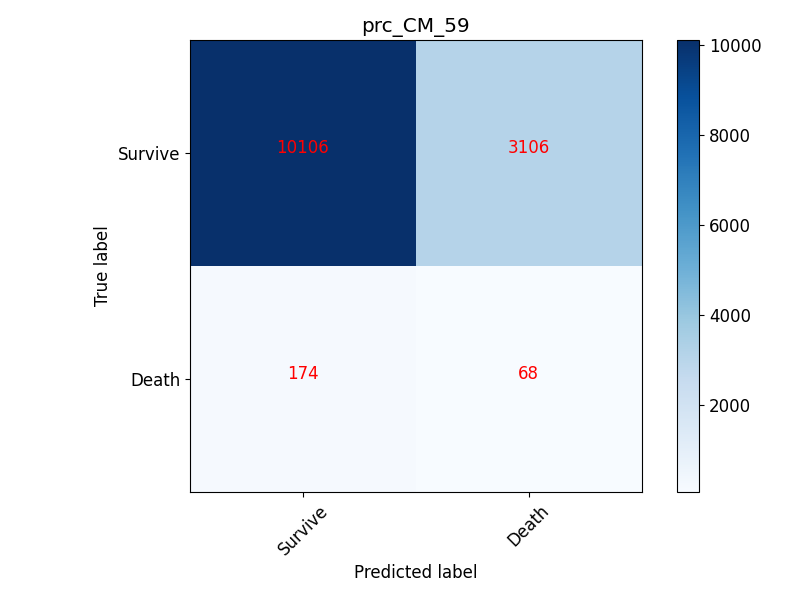 prc_CM_59
10106
3106
174
68
Survive
Death
True label
Survive
Death
Predicted label
10000
8000
6000
4000
2000